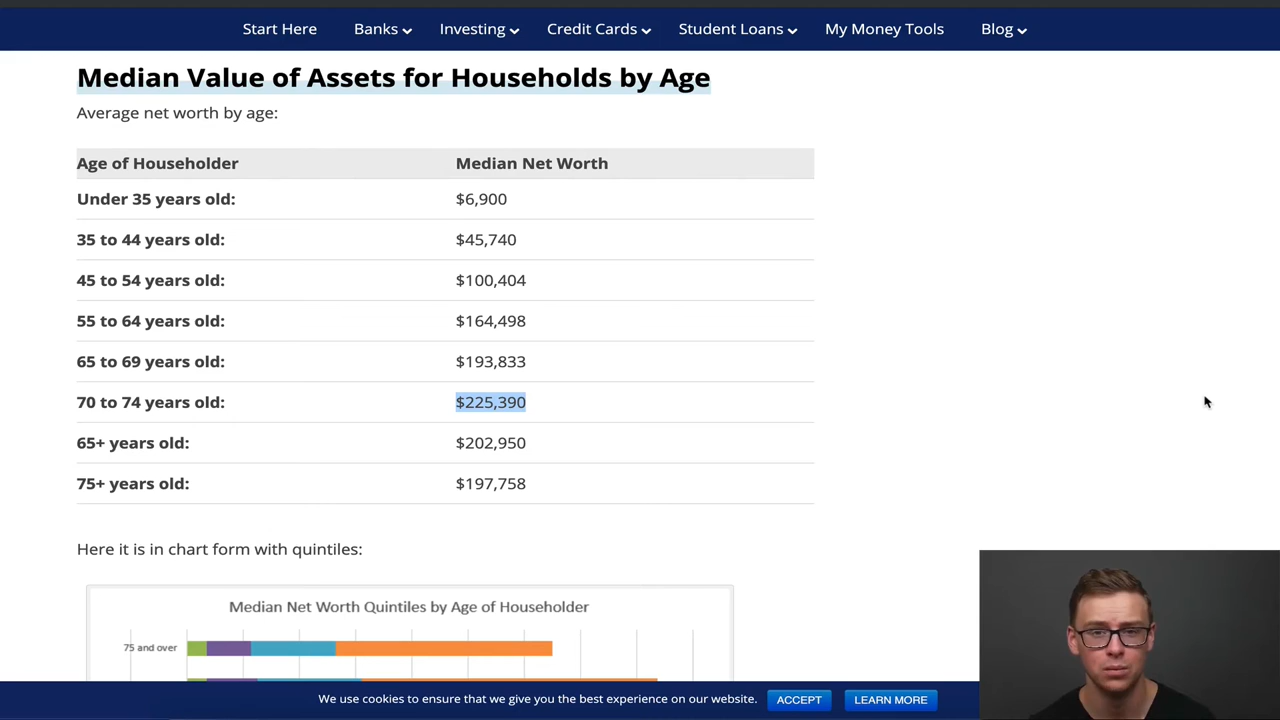 Start Here Banks Investing Credit Cards Student Loans My Money Tools Blog
Median Value of Assets for Households by Age
Average net worth by age:
Age of Householder Median Net Worth
Under 35 years old: $6,900
35 to 44 years old: $45,740
45 to 54 years old: $100,404
55 to 64 years old: $164,498
65 to 69 years old: $193,833
70 to 74 years old: $225,390
65+ years old: $202,950
75+ years old: $197,758
Here it is in chart form with quintiles:
Median Net Worth Quintiles by Age of Householder
75 and over
We use cookies to ensure that we give you the best experience on our website. ACCEPT LEARN MORE